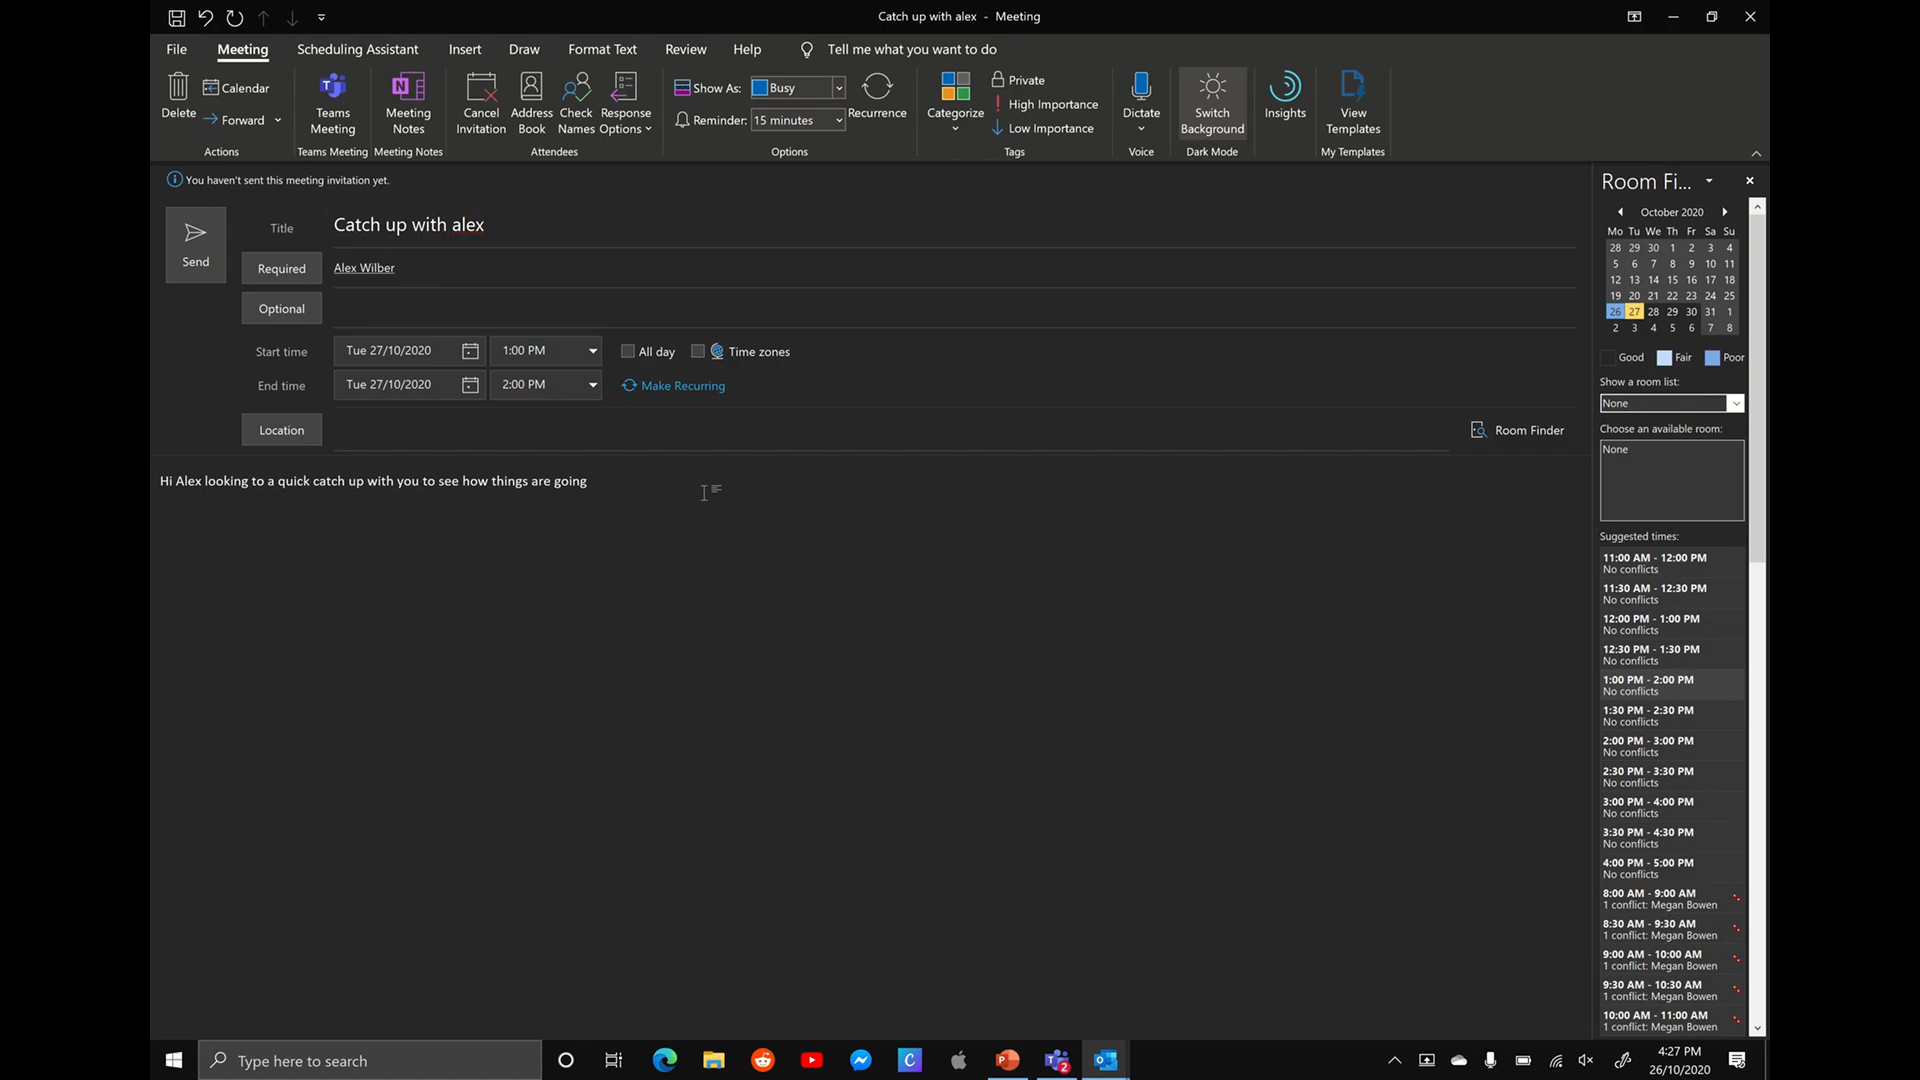 Catch up with alex - Meeting
File Meeting Scheduling Assistant Insert Draw Format Text Review Help Tell me what you want to do
Delete
Calendar
Forward
Actions
Teams Meeting
Teams Meeting
Meeting Notes
Meeting Notes
Cancel Invitation
Address Book
Check Names
Response Options
Attendees
Show As: Busy
Reminder: 15 minutes
Recurrence
Options
Categorize
Private
High Importance
Low Importance
Tags
Dictate
Voice
Switch Background
Dark Mode
Insights
View Templates
My Templates
You haven't sent this meeting invitation yet.
Send
Title Catch up with alex
Required Alex Wilber
Optional
Start time Tue 27/10/2020 1:00 PM All day Time zones
End time Tue 27/10/2020 2:00 PM Make Recurring
Location Room Finder
Hi Alex looking to a quick catch up with you to see how things are going
Room Fi...
October 2020
Mo Tu We Th Fr Sa Su
28 29 30 1 2 3 4
5 6 7 8 9 10 11
12 13 14 15 16 17 18
19 20 21 22 23 24 25
26 27 28 29 30 31 1
2 3 4 5 6 7 8
Good Fair Poor
Show a room list:
None
Choose an available room:
None
Suggested times:
11:00 AM - 12:00 PM
No conflicts
11:30 AM - 12:30 PM
No conflicts
12:00 PM - 1:00 PM
No conflicts
12:30 PM - 1:30 PM
No conflicts
1:00 PM - 2:00 PM
No conflicts
1:30 PM - 2:30 PM
No conflicts
2:00 PM - 3:00 PM
No conflicts
2:30 PM - 3:30 PM
No conflicts
3:00 PM - 4:00 PM
No conflicts
3:30 PM - 4:30 PM
No conflicts
4:00 PM - 5:00 PM
No conflicts
8:00 AM - 9:00 AM
1 conflict: Megan Bowen
8:30 AM - 9:30 AM
1 conflict: Megan Bowen
9:00 AM - 10:00 AM
1 conflict: Megan Bowen
9:30 AM - 10:30 AM
1 conflict: Megan Bowen
10:00 AM - 11:00 AM
1 conflict: Megan Bowen
Type here to search
4:27 PM
26/10/2020